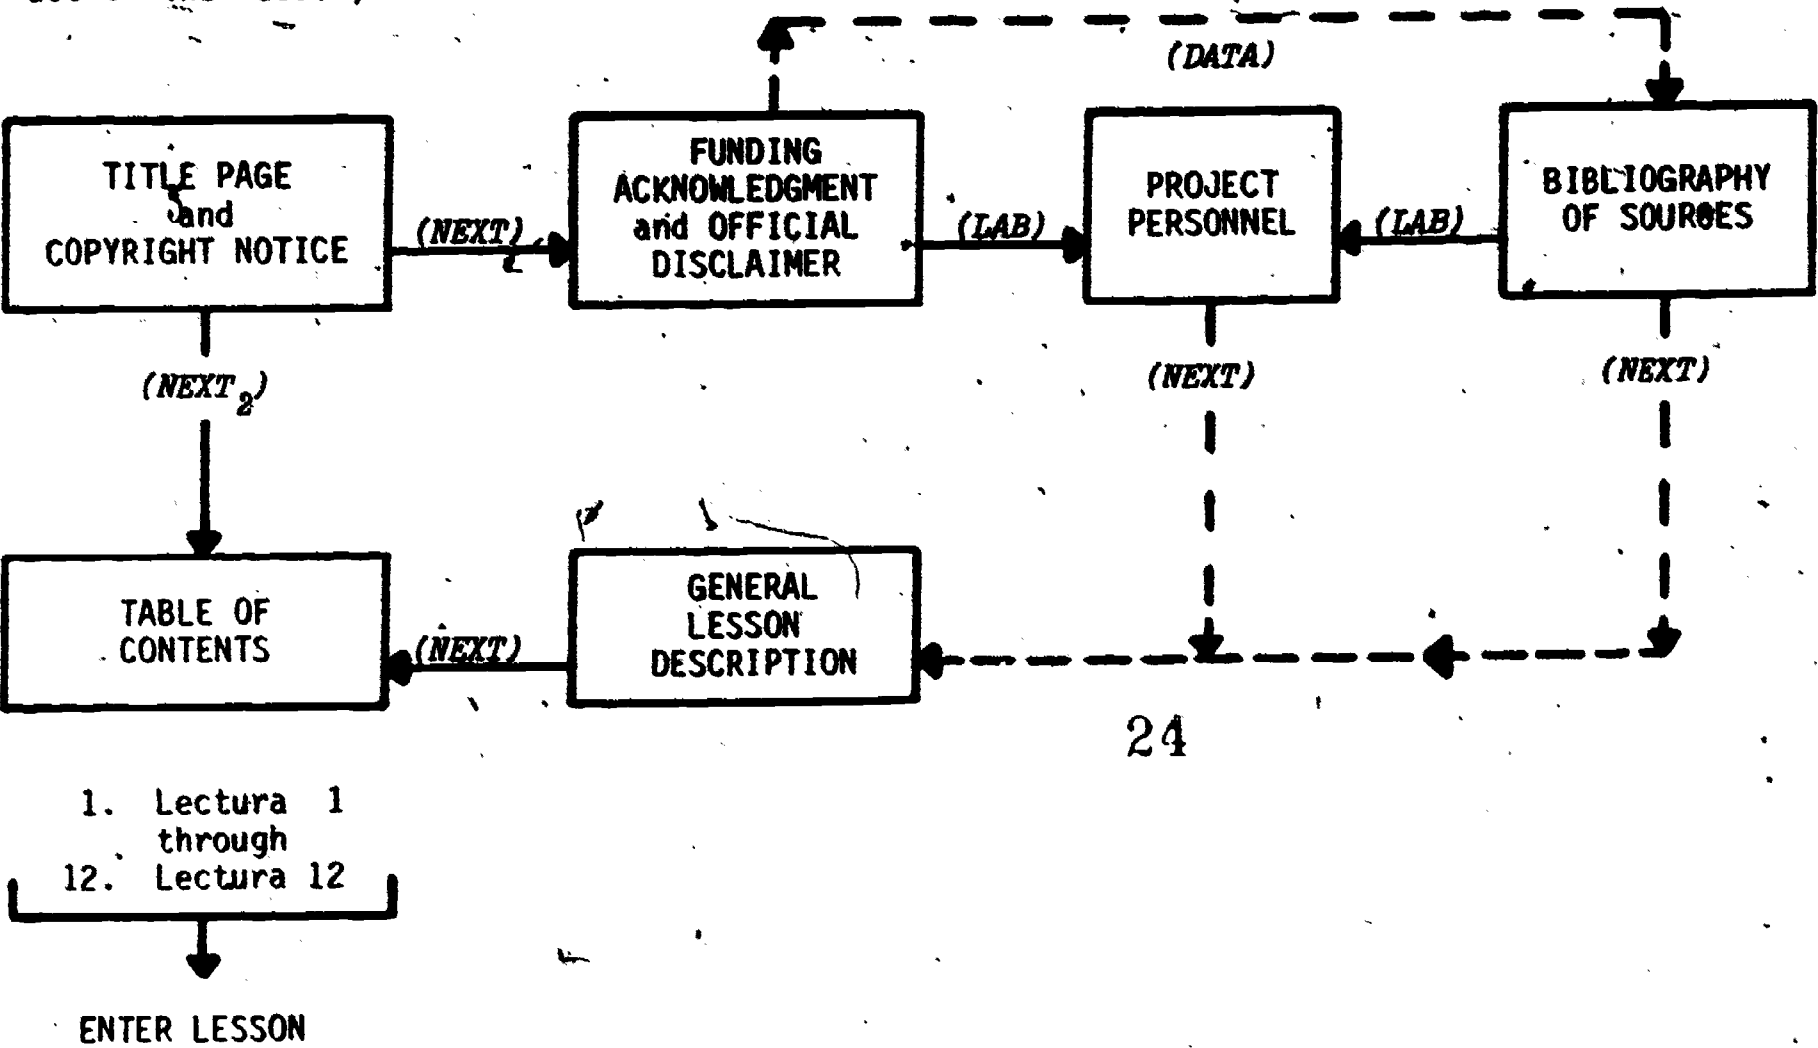 (DATA)
TITLE PAGE
and
COPYRIGHT NOTICE
(NEXT)
FUNDING
ACKNOWLEDGMENT
and OFFICIAL
DISCLAIMER
(LAB)
PROJECT
PERSONNEL
(LAB)
BIBLIOGRAPHY
OF SOURCES
(NEXT₂)
(NEXT)
(NEXT)
TABLE OF
CONTENTS
(NEXT)
GENERAL
LESSON
DESCRIPTION
24
1. Lectura 1
through
12. Lectura 12
ENTER LESSON